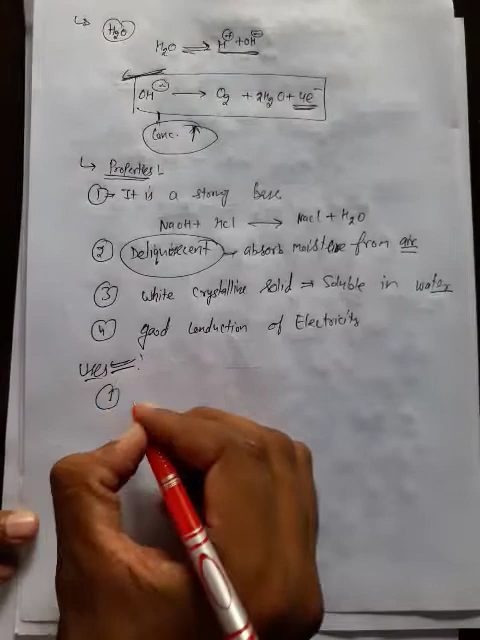 ↳ H₂O
H₂O ⇌ H⁺ + OH⁻
OH⁻ → O₂ + 2H₂O + 4e⁻
Conc. ↑
↳ Properties
① It is a strong base
NaOH + HCl ⟷ NaCl + H₂O
② Deliquescent → absorb moisture from air
③ White Crystalline Solid ⇒ Soluble in water
④ good Conduction of Electricity
Uses :
①